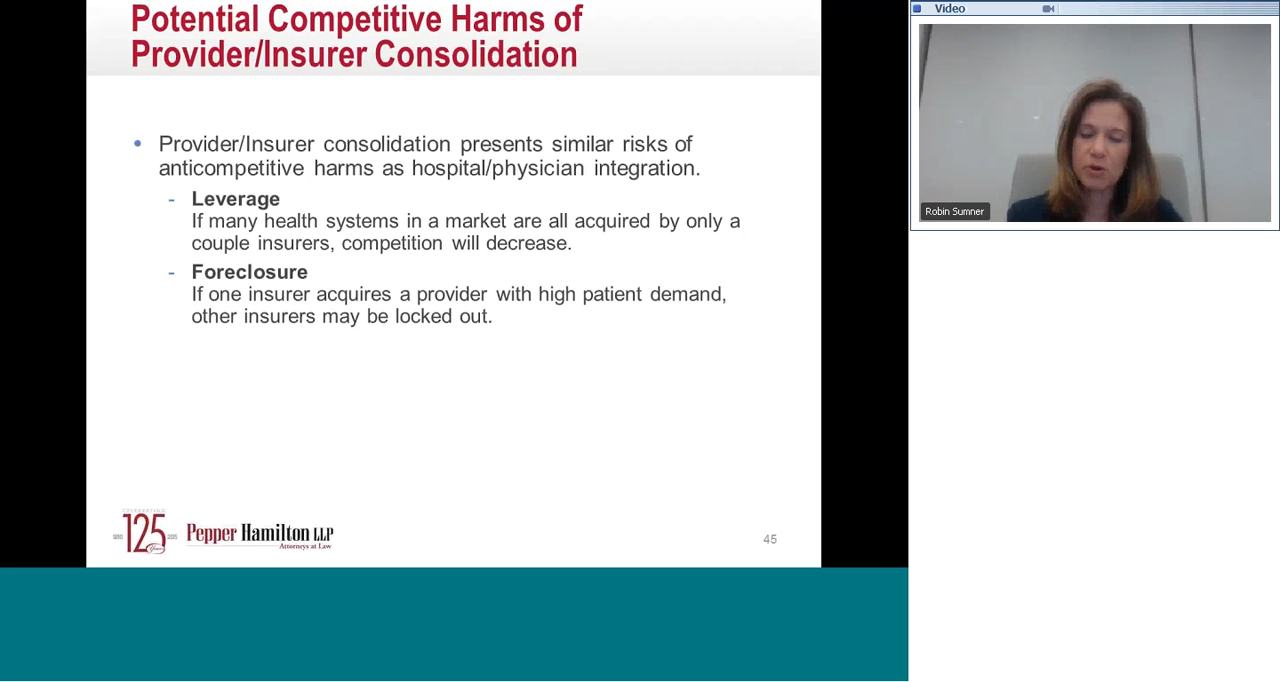 Potential Competitive Harms of
Provider/Insurer Consolidation
• Provider/Insurer consolidation presents similar risks of
anticompetitive harms as hospital/physician integration.
- Leverage
If many health systems in a market are all acquired by only a
couple insurers, competition will decrease.
- Foreclosure
If one insurer acquires a provider with high patient demand,
other insurers may be locked out.
CELEBRATING
125
Years
Pepper Hamilton LLP
Attorneys at Law
45
Video
Robin Sumner